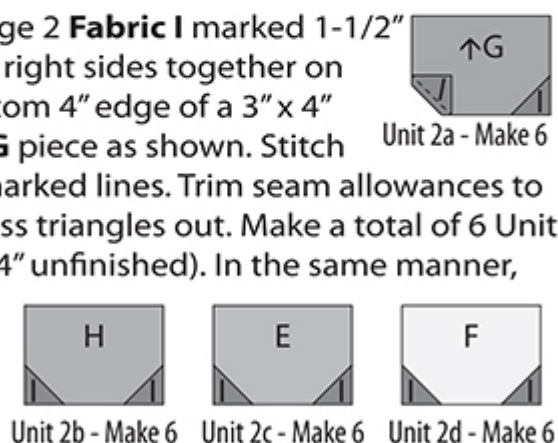 ge 2 Fabric I marked 1-1/2”
right sides together on
tom 4” edge of a 3” x 4”
G piece as shown. Stitch
marked lines. Trim seam allowances to
ss triangles out. Make a total of 6 Unit
4” unfinished). In the same manner,
↑G
I I
Unit 2a - Make 6
H E F
I I I I I I
Unit 2b - Make 6 Unit 2c - Make 6 Unit 2d - Make 6